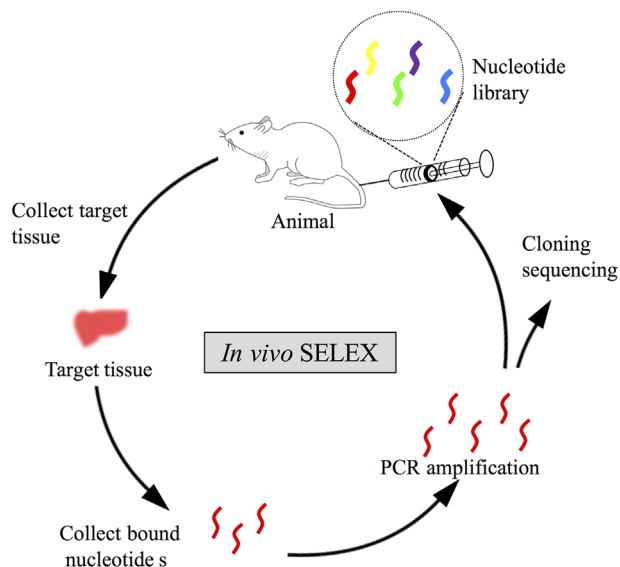 Nucleotide
library
Animal
Collect target
tissue
Cloning
sequencing
Target tissue
In vivo SELEX
PCR amplification
Collect bound
nucleotide s